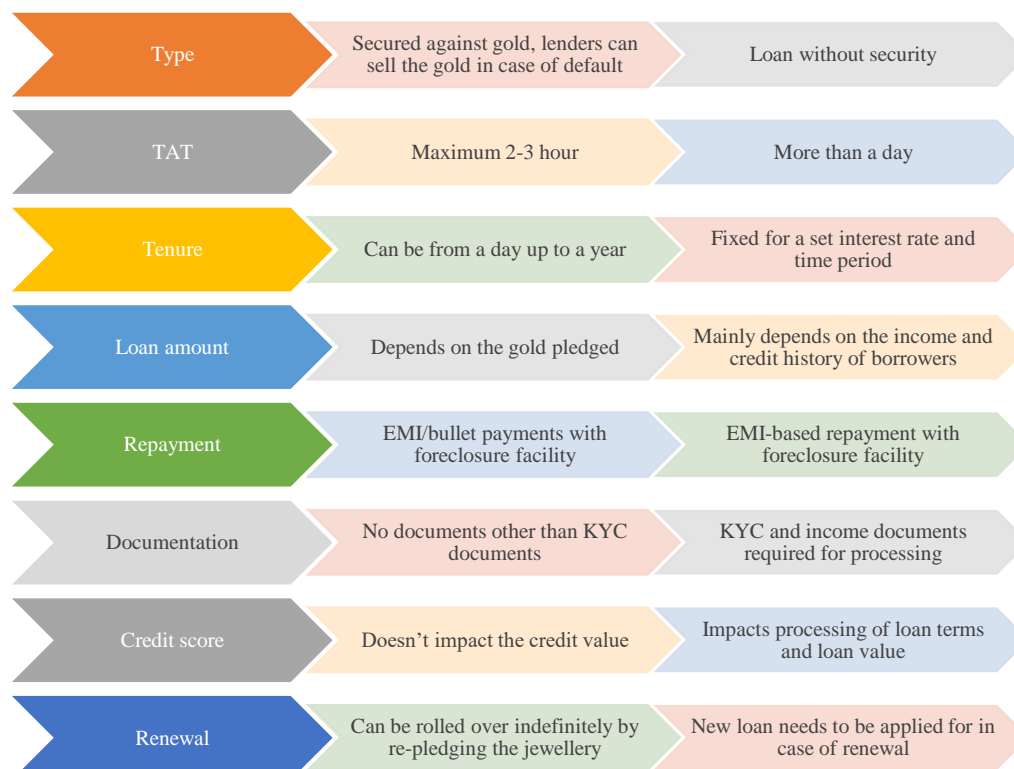 Type
Secured against gold, lenders can
sell the gold in case of default
Loan without security
TAT
Maximum 2-3 hour
More than a day
Tenure
Can be from a day up to a year
Fixed for a set interest rate and
time period
Loan amount
Depends on the gold pledged
Mainly depends on the income and
credit history of borrowers
Repayment
EMI/bullet payments with
foreclosure facility
EMI-based repayment with
foreclosure facility
Documentation
No documents other than KYC
documents
KYC and income documents
required for processing
Credit score
Doesn’t impact the credit value
Impacts processing of loan terms
and loan value
Renewal
Can be rolled over indefinitely by
re-pledging the jewellery
New loan needs to be applied for in
case of renewal